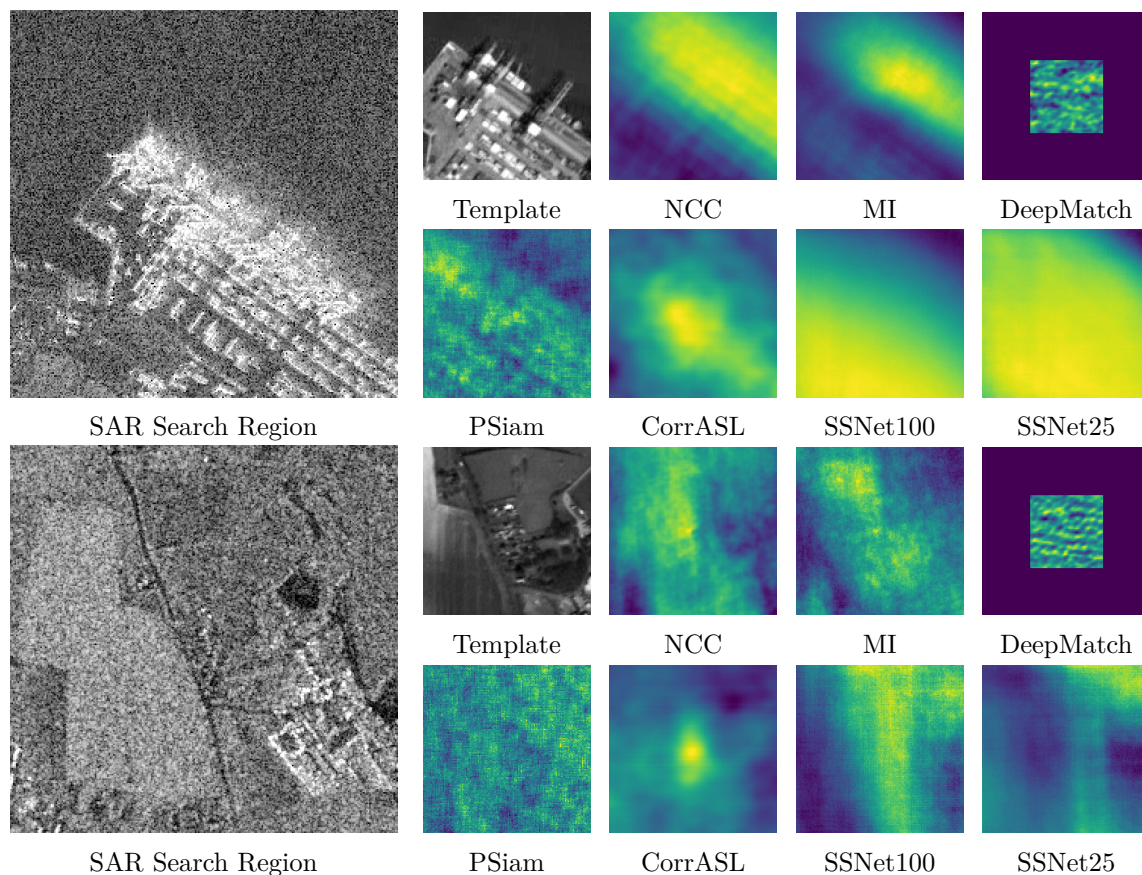 Template NCC MI DeepMatch
SAR Search Region PSiam CorrASL SSNet100 SSNet25
Template NCC MI DeepMatch
SAR Search Region PSiam CorrASL SSNet100 SSNet25